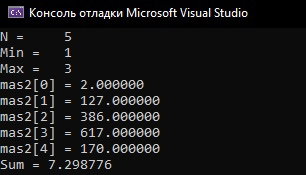 Консоль отладки Microsoft Visual Studio
N =    5
Min =   1
Max =   3
mas2[0] = 2.000000
mas2[1] = 127.000000
mas2[2] = 386.000000
mas2[3] = 617.000000
mas2[4] = 170.000000
Sum = 7.298776